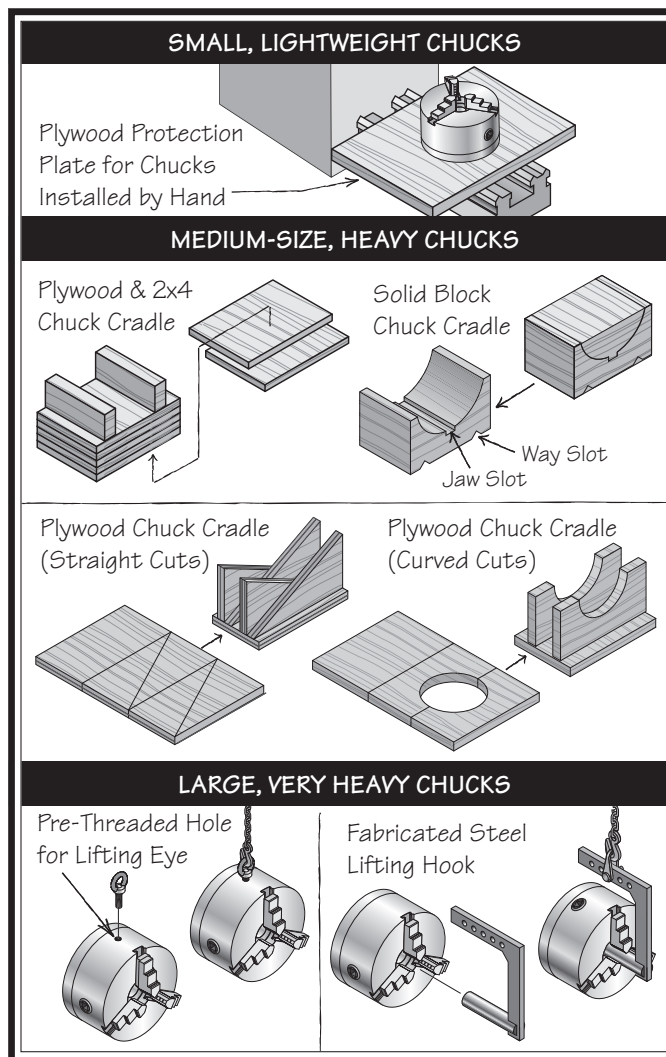 SMALL, LIGHTWEIGHT CHUCKS
Plywood Protection
Plate for Chucks
Installed by Hand
MEDIUM-SIZE, HEAVY CHUCKS
Plywood & 2x4
Chuck Cradle
Solid Block
Chuck Cradle
Way Slot
Jaw Slot
Plywood Chuck Cradle
(Straight Cuts)
Plywood Chuck Cradle
(Curved Cuts)
LARGE, VERY HEAVY CHUCKS
Pre-Threaded Hole
for Lifting Eye
Fabricated Steel
Lifting Hook